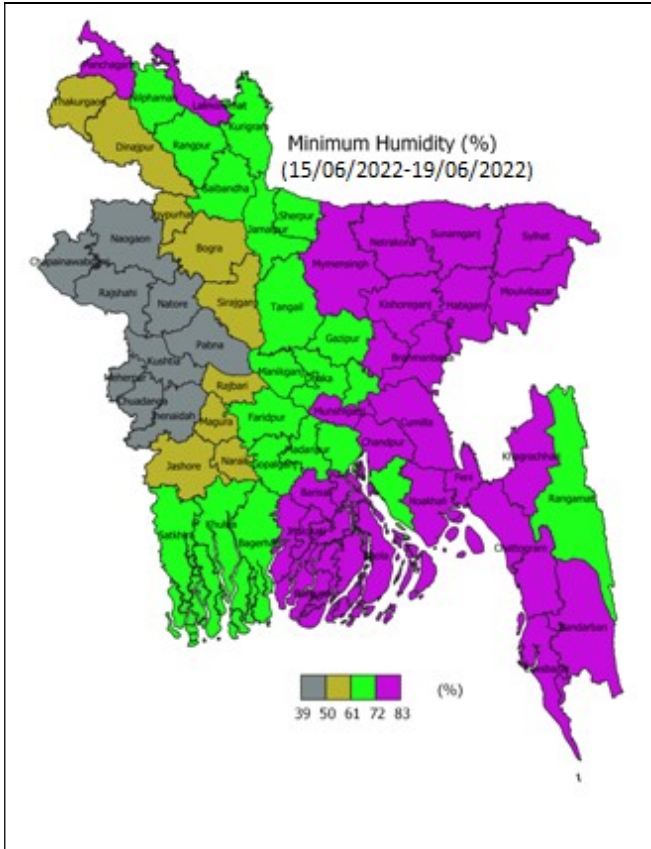 Panchagarh
Nilphamari
Lalmonirhat
Thakurgaon
Kurigram
Dinajpur
Rangpur
Minimum Humidity (%)
(15/06/2022-19/06/2022)
Gaibandha
Joypurhat
Sherpur
Jamalpur
Naogaon
Bogra
Mymensingh
Netrakona
Sunamganj
Sylhet
Chapainawabganj
Rajshahi
Natore
Sirajganj
Tangail
Kishoreganj
Habiganj
Moulvibazar
Pabna
Gazipur
Kushtia
Manikganj
Dhaka
Meherpur
Rajbari
Chuadanga
Jhenaidah
Magura
Faridpur
Munshiganj
Cumilla
Jashore
Narail
Gopalganj
Madaripur
Chandpur
Khagrachhari
Satkhira
Khulna
Bagerhat
Barisal
Noakhali
Feni
Rangamati
Chattogram
Bhola
Bandarban
39 50 61 72 83
(%)